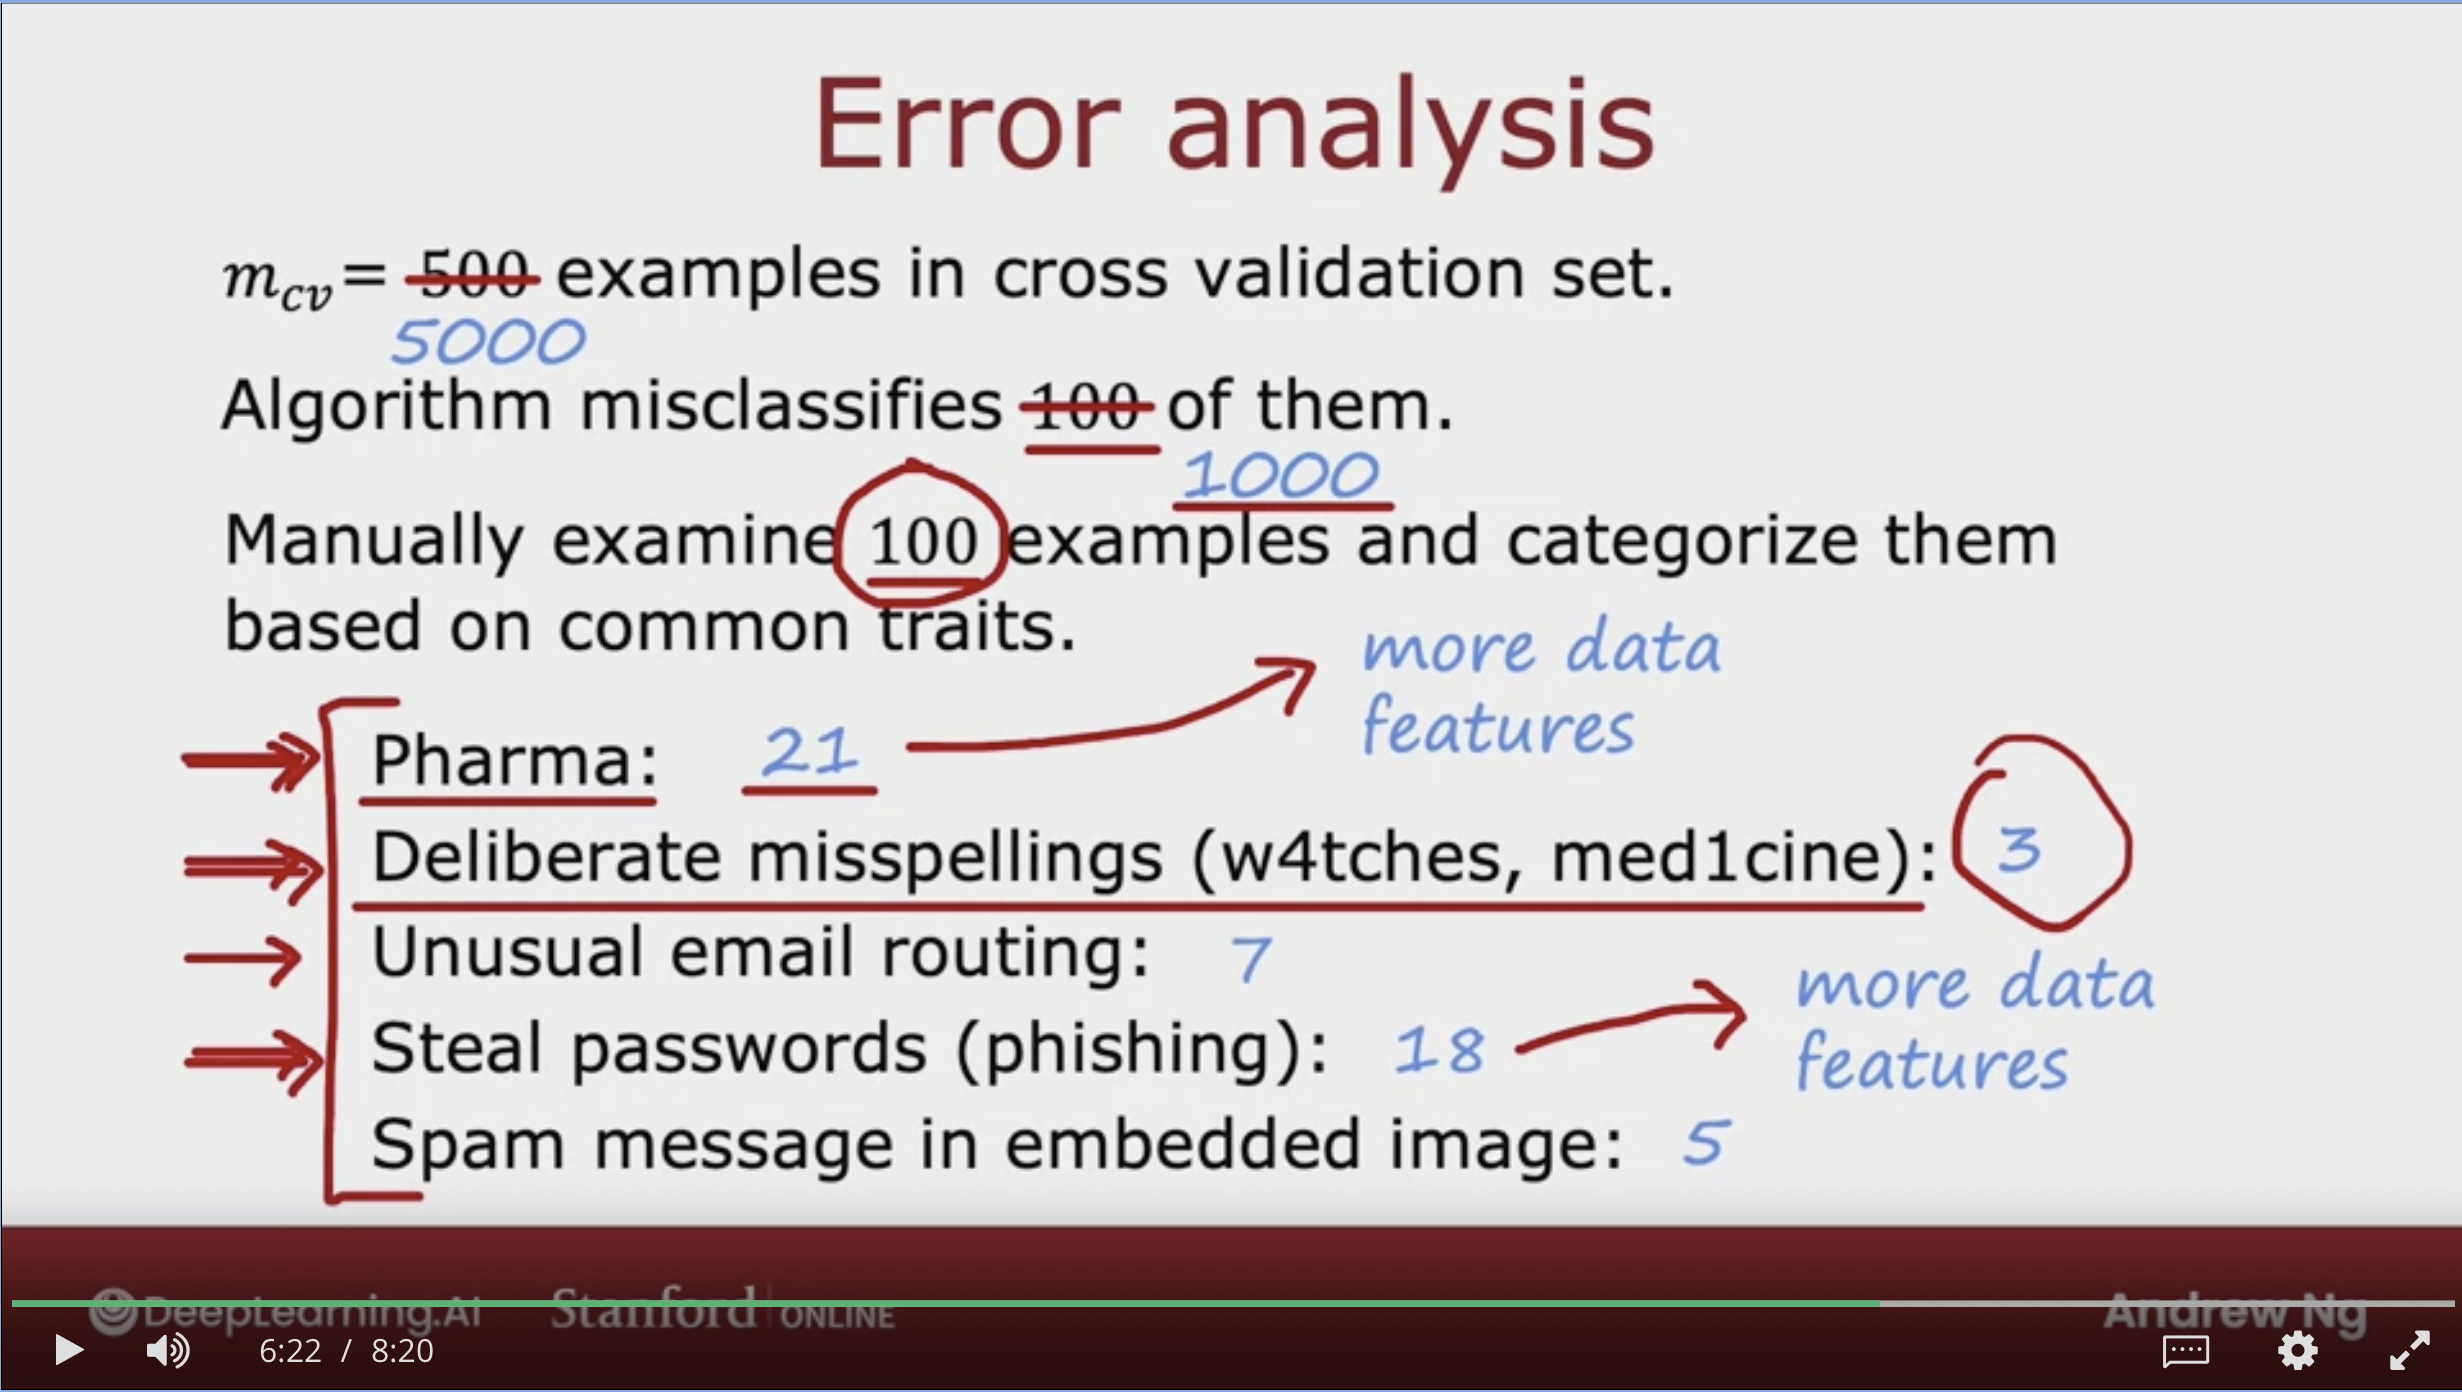 Error analysis
m_cv = 500 examples in cross validation set.
5000
Algorithm misclassifies 100 of them.
1000
Manually examine 100 examples and categorize them
based on common traits.
more data
features
Pharma: 21
Deliberate misspellings (w4tches, med1cine): 3
Unusual email routing: 7
more data
features
Steal passwords (phishing): 18
Spam message in embedded image: 5
DeepLearning.AI Stanford ONLINE Andrew Ng
6:22 / 8:20